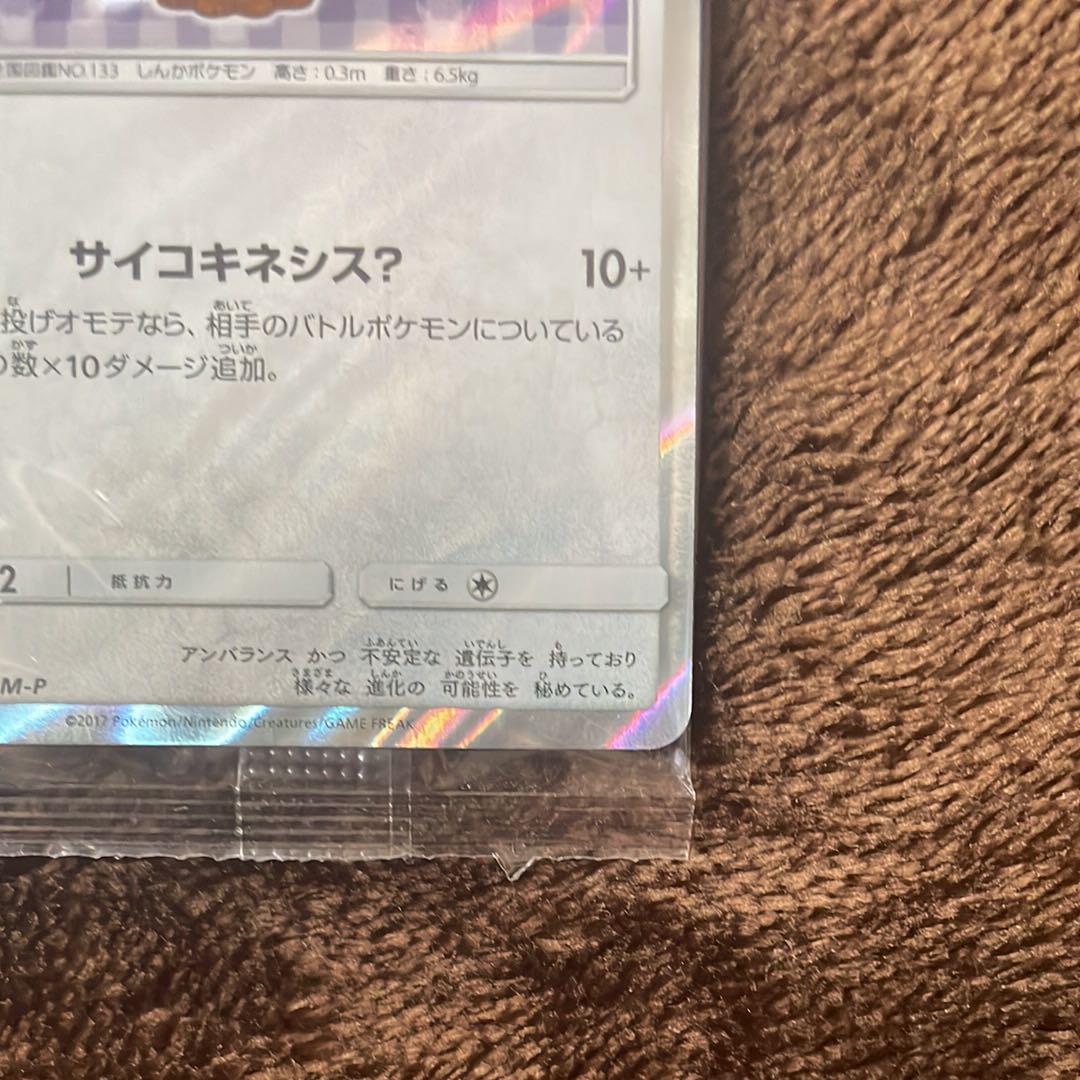 国図鑑NO.133 しんかポケモン 高さ:0.3m 重さ:6.5kg
サイコキネシス? 10+
投げオモテなら、相手のバトルポケモンについている
の数×10ダメージ追加。
2 抵抗力 にげる
アンバランス かつ 不安定な 遺伝子を 持っており
様々な 進化の 可能性を 秘めている。
M-P
©2017 Pokémon/Nintendo/Creatures/GAME FREAK